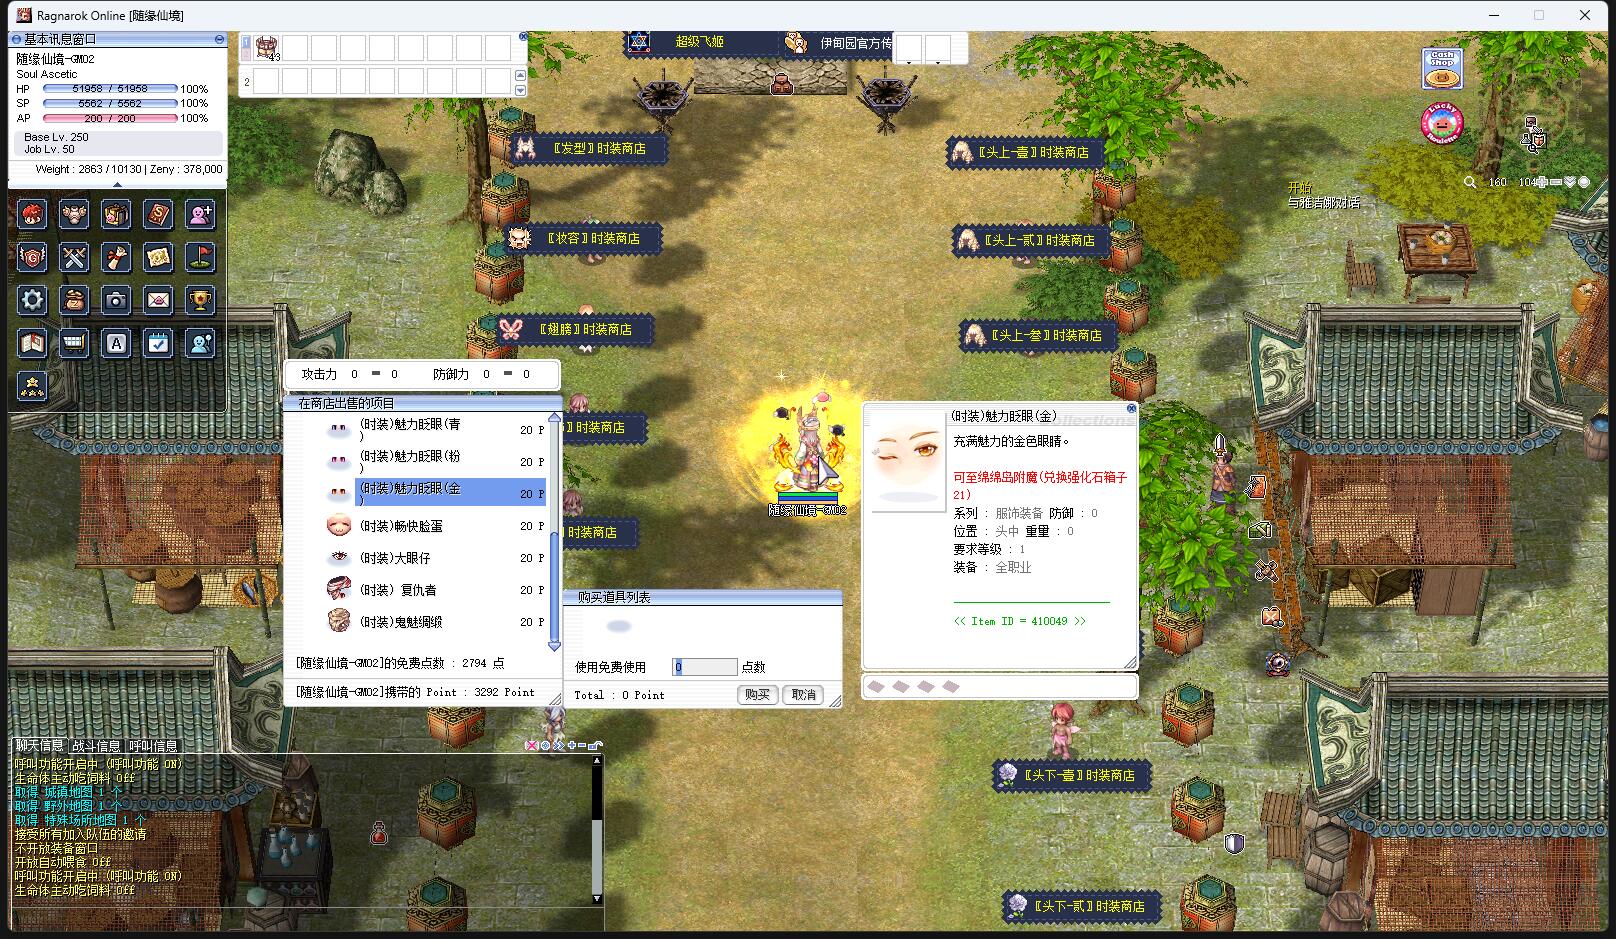 Ragnarok Online [随缘仙境]
基本讯息窗口
随缘仙境-GM02
Soul Ascetic
HP 51958 / 51958 100%
SP 5562 / 5562 100%
AP 200 / 200 100%
Base Lv. 250
Job Lv. 50
Weight : 2863 / 10130 | Zeny : 378,000
1
43
2
超级飞姬
伊甸园官方传
Cash Shop
Lucky Roulette
160 104
开始
与雅洁娜对话
〖发型〗时装商店
〖头上-壹〗时装商店
〖妆容〗时装商店
〖头上-贰〗时装商店
〖翅膀〗时装商店
〖头上-叁〗时装商店
攻击力 0 = 0 防御力 0 = 0
在商店出售的项目
(时装)魅力眨眼(青
) 20 P
(时装)魅力眨眼(粉
) 20 P
(时装)魅力眨眼(金
) 20 P
(时装)畅快脸蛋 20 P
(时装)大眼仔 20 P
(时装) 复仇者 20 P
(时装)鬼魅绸缎 20 P
[随缘仙境-GM02]的免费点数 : 2794 点
[随缘仙境-GM02]携带的 Point : 3292 Point
〗时装商店
〗时装商店
随缘仙境-GM02
购买道具列表
使用免费使用 0 点数
Total : 0 Point 购买 取消
(时装)魅力眨眼(金)
充满魅力的金色眼睛。
可至绵绵岛附魔(兑换强化石箱子
21)
系列 : 服饰装备 防御 : 0
位置 : 头中 重量 : 0
要求等级 : 1
装备 : 全职业
<< Item ID = 410049 >>
〖头下-壹〗时装商店
〖头下-贰〗时装商店
聊天信息 战斗信息 呼叫信息
呼叫功能开启中 (呼叫功能 ON)
生命体主动吃饲料 Off
取得 城镇地图 1 个
取得 野外地图 1 个
取得 特殊场所地图 1 个
接受所有加入队伍的邀请
不开放装备窗口
开放自动喂食 Off
呼叫功能开启中 (呼叫功能 ON)
生命体主动吃饲料 Off